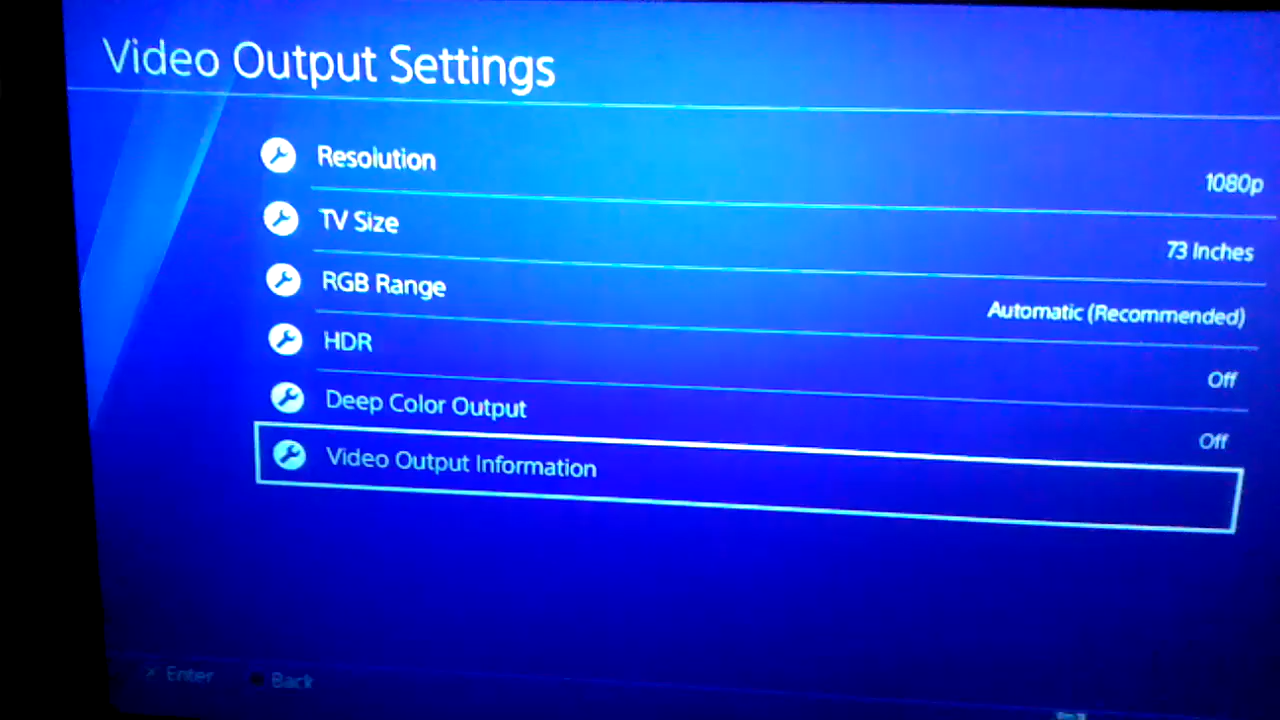 Video Output Settings
Resolution
1080p
TV Size
73 Inches
RGB Range
Automatic (Recommended)
HDR
Off
Deep Color Output
Off
Video Output Information
Enter Back